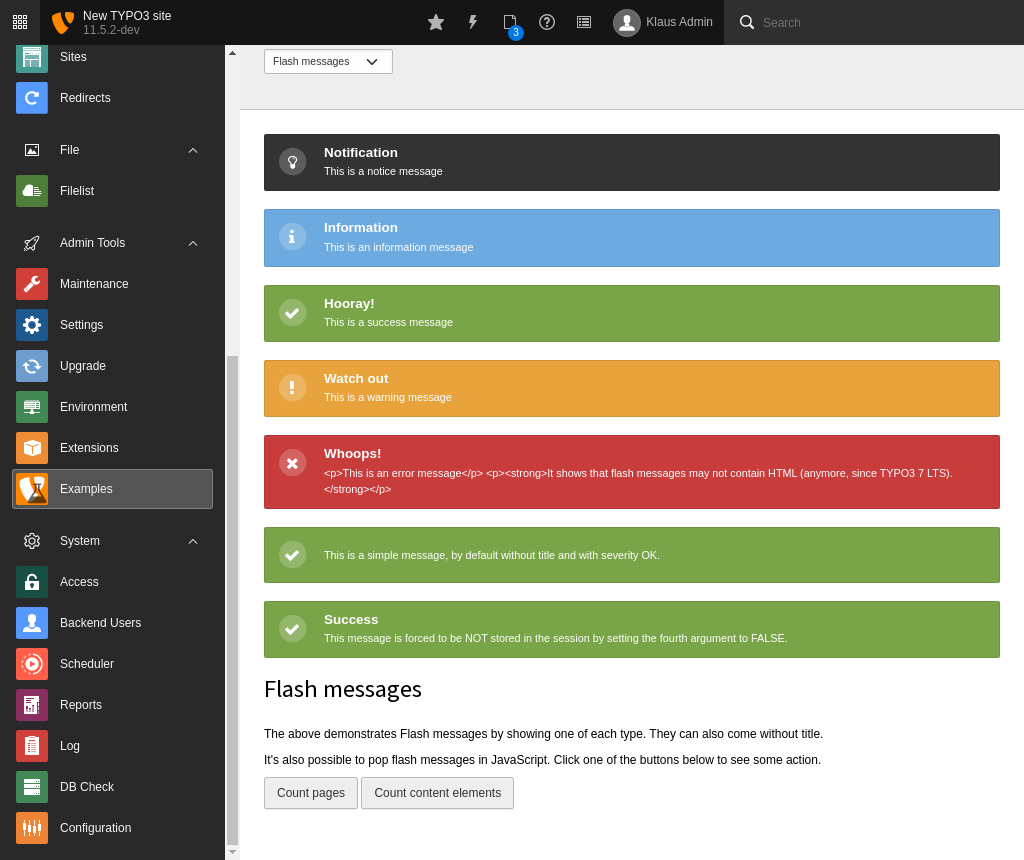 New TYPO3 site
11.5.2-dev
3
Klaus Admin
Search
Sites
Redirects
File
Filelist
Admin Tools
Maintenance
Settings
Upgrade
Environment
Extensions
Examples
System
Access
Backend Users
Scheduler
Reports
Log
DB Check
Configuration
Flash messages
Notification
This is a notice message
Information
This is an information message
Hooray!
This is a success message
Watch out
This is a warning message
Whoops!
<p>This is an error message</p> <p><strong>It shows that flash messages may not contain HTML (anymore, since TYPO3 7 LTS).
</strong></p>
This is a simple message, by default without title and with severity OK.
Success
This message is forced to be NOT stored in the session by setting the fourth argument to FALSE.
Flash messages
The above demonstrates Flash messages by showing one of each type. They can also come without title.
It's also possible to pop flash messages in JavaScript. Click one of the buttons below to see some action.
Count pages
Count content elements